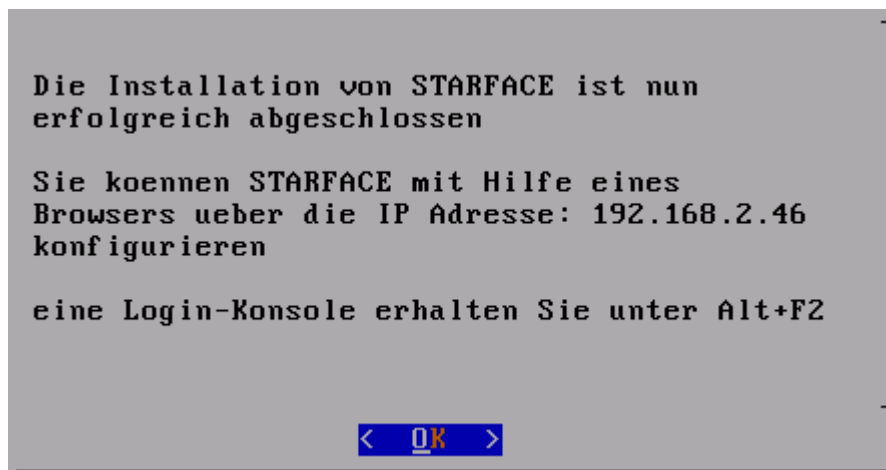 Die Installation von STARFACE ist nun
erfolgreich abgeschlossen
Sie koennen STARFACE mit Hilfe eines
Browsers ueber die IP Adresse: 192.168.2.46
konfigurieren
eine Login-Konsole erhalten Sie unter Alt+F2
< OK >